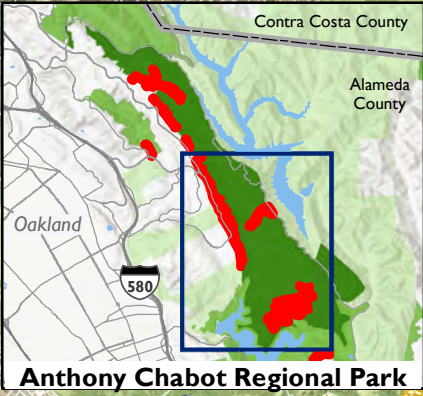 Contra Costa County
Alameda
County
Oakland
580
Anthony Chabot Regional Park